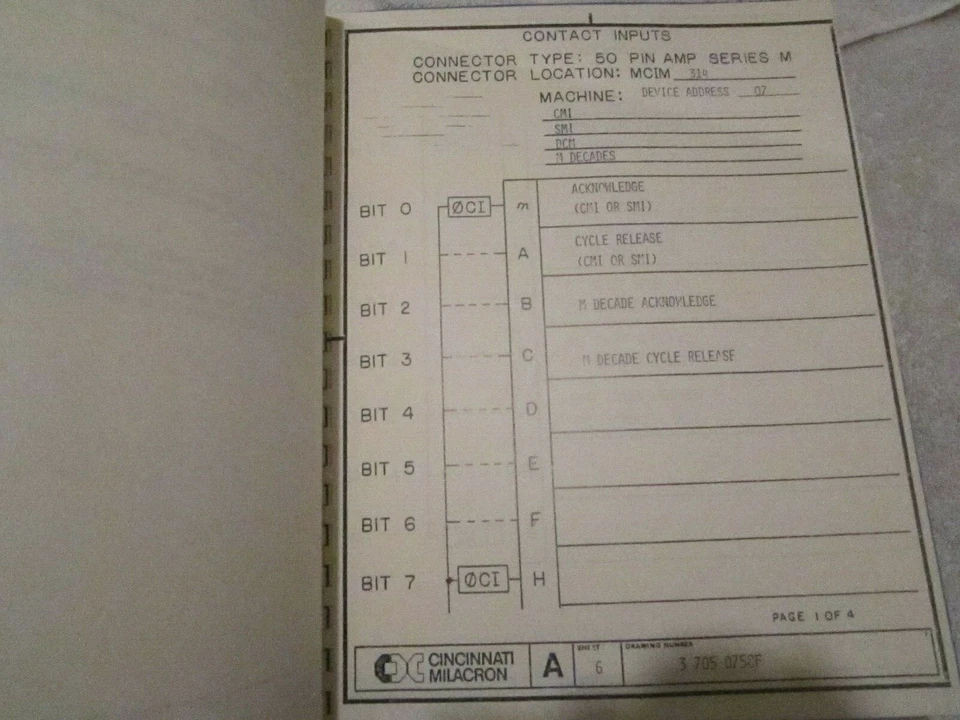 CONTACT INPUTS
CONNECTOR TYPE: 50 PIN AMP SERIES M
CONNECTOR LOCATION: MCIM 314
MACHINE: DEVICE ADDRESS 07
CMI
SMI
DCM
M DECADES
BIT 0 ØCI m ACKNOWLEDGE
(CMI OR SMI)
BIT 1 A CYCLE RELEASE
(CMI OR SMI)
BIT 2 B M DECADE ACKNOWLEDGE
BIT 3 C M DECADE CYCLE RELEASE
BIT 4 D
BIT 5 E
BIT 6 F
BIT 7 ØCI H
PAGE 1 OF 4
CINCINNATI
MILACRON
A
SHEET
6
DRAWING NUMBER
3 705